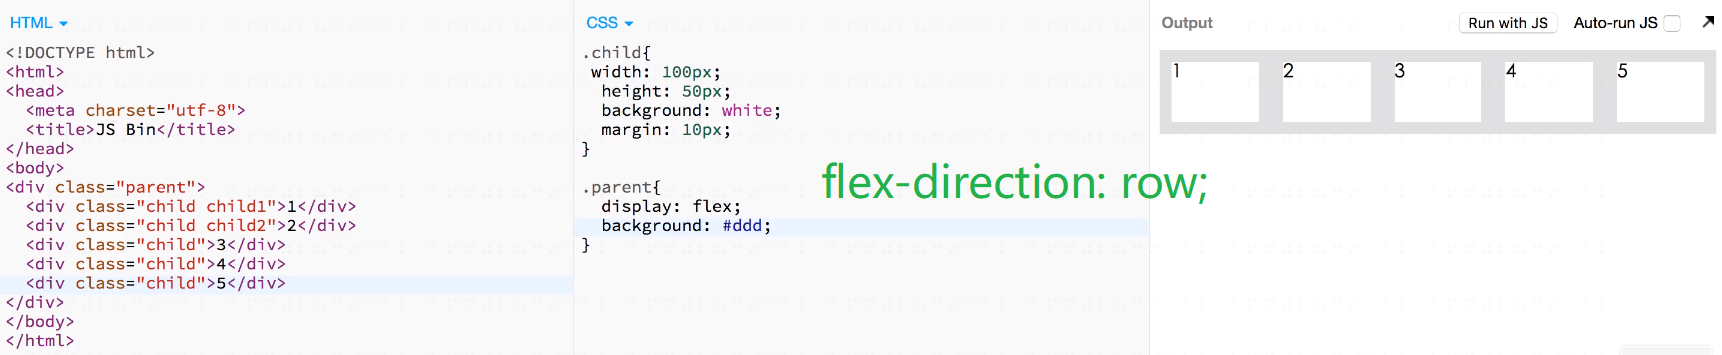 HTML
<!DOCTYPE html>
<html>
<head>
  <meta charset="utf-8">
  <title>JS Bin</title>
</head>
<body>
<div class="parent">
  <div class="child child1">1</div>
  <div class="child child2">2</div>
  <div class="child">3</div>
  <div class="child">4</div>
  <div class="child">5</div>
</div>
</body>
</html>
CSS
.child{
 width: 100px;
  height: 50px;
  background: white;
  margin: 10px;
}
.parent{
  display: flex;
  background: #ddd;
}
flex-direction: row;
Output Run with JS Auto-run JS
1 2 3 4 5